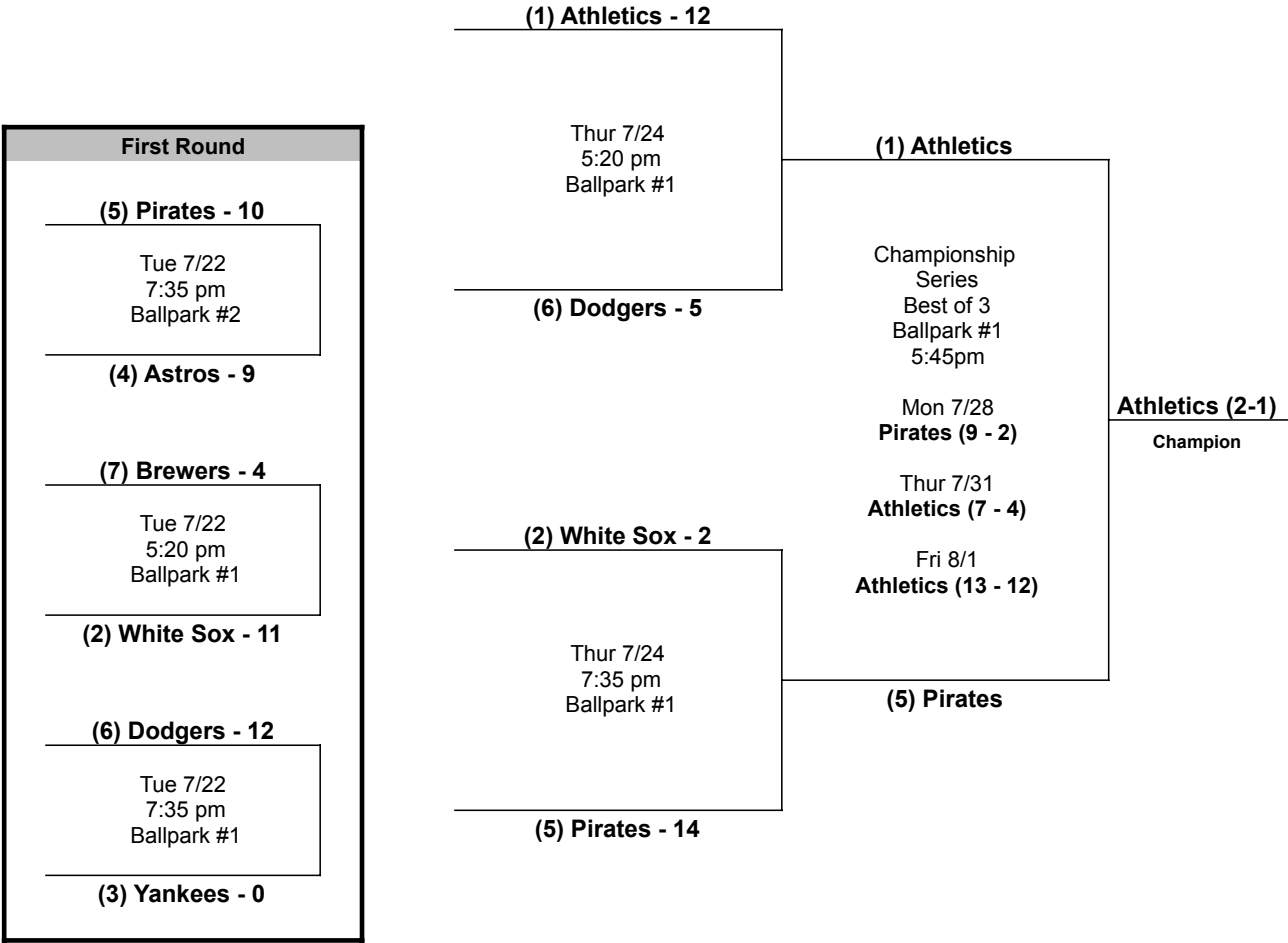 First Round
(5) Pirates - 10
Tue 7/22
7:35 pm
Ballpark #2
(4) Astros - 9
(7) Brewers - 4
Tue 7/22
5:20 pm
Ballpark #1
(2) White Sox - 11
(6) Dodgers - 12
Tue 7/22
7:35 pm
Ballpark #1
(3) Yankees - 0
(1) Athletics - 12
Thur 7/24
5:20 pm
Ballpark #1
(6) Dodgers - 5
(2) White Sox - 2
Thur 7/24
7:35 pm
Ballpark #1
(5) Pirates - 14
(1) Athletics
Championship
Series
Best of 3
Ballpark #1
5:45pm
Mon 7/28
Pirates (9 - 2)
Thur 7/31
Athletics (7 - 4)
Fri 8/1
Athletics (13 - 12)
(5) Pirates
Athletics (2-1)
Champion